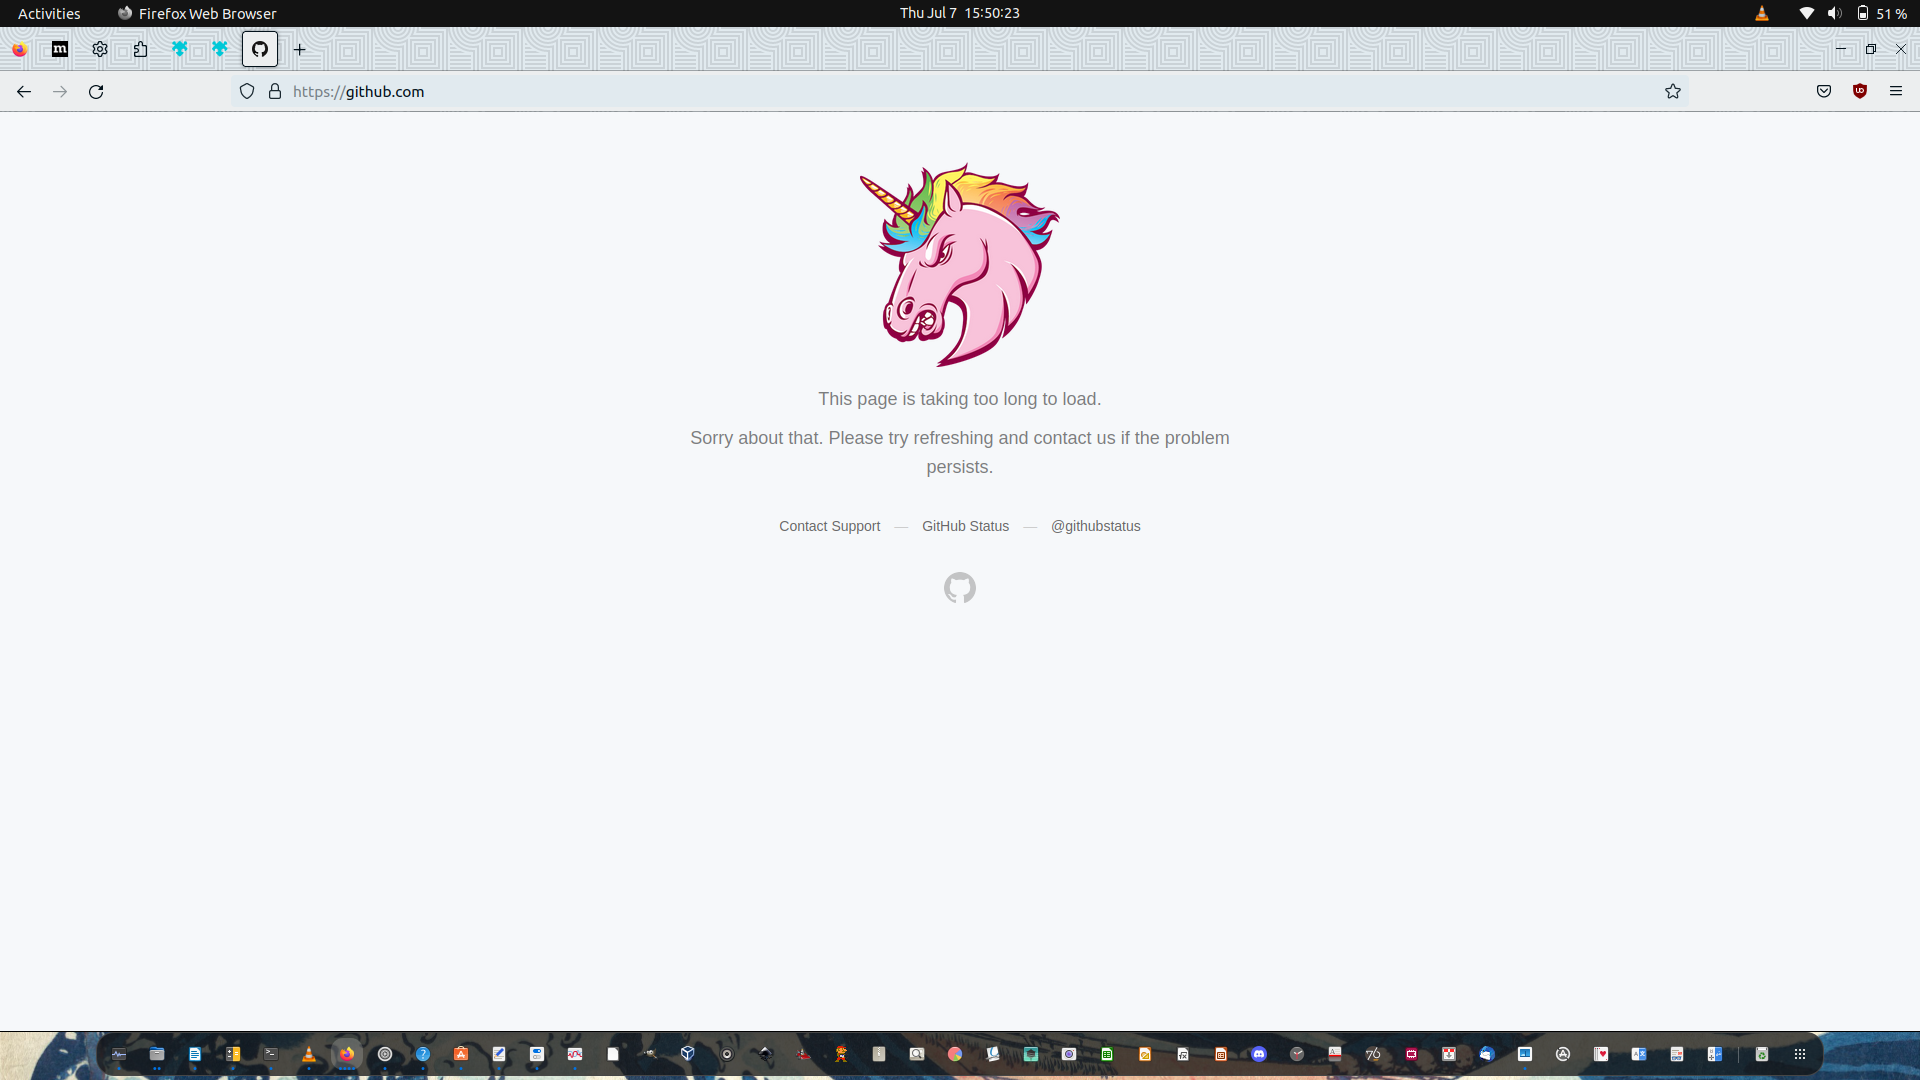 Activities Firefox Web Browser Thu Jul 7 15:50:23 51 %
m
https://github.com
This page is taking too long to load.
Sorry about that. Please try refreshing and contact us if the problem
persists.
Contact Support — GitHub Status — @githubstatus